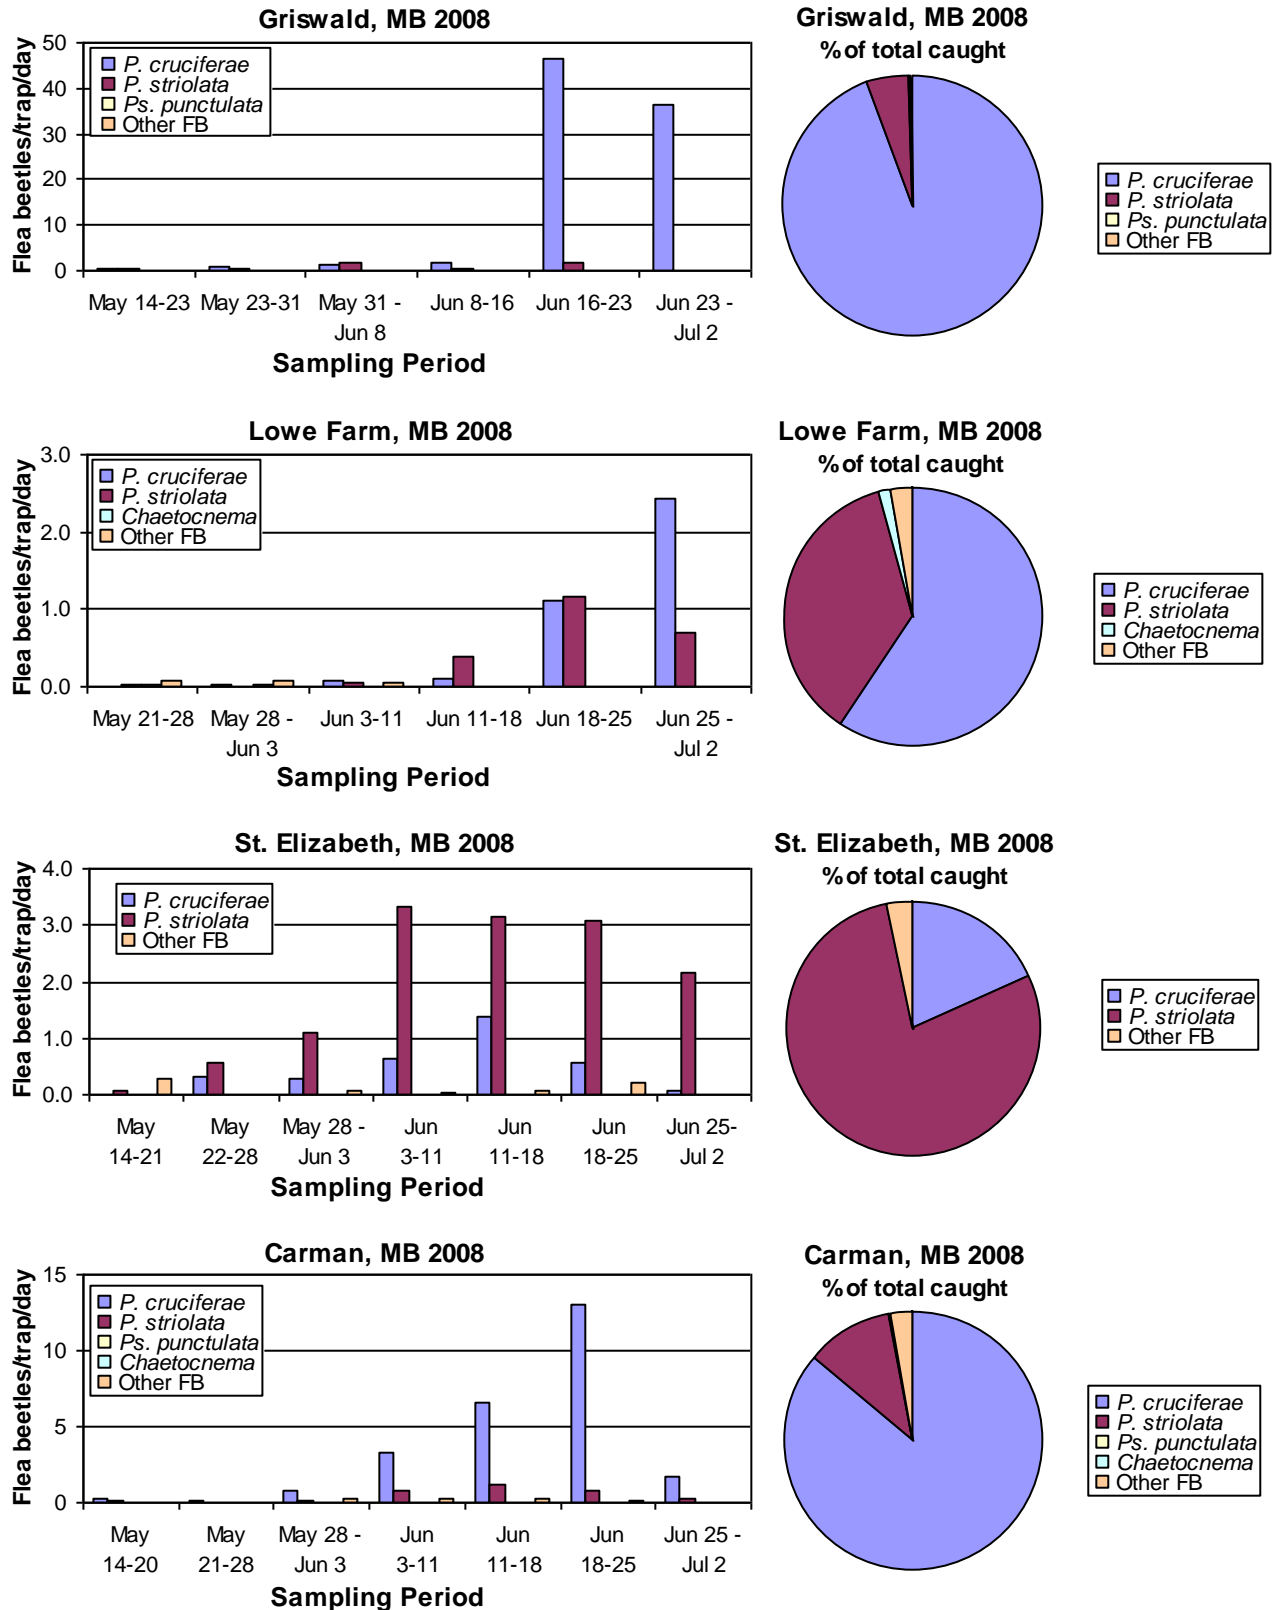 Griswald, MB 2008
Flea beetles/trap/day
50
40
30
20
10
0
P. cruciferae
P. striolata
Ps. punctulata
Other FB
May 14-23 May 23-31 May 31 - Jun 8-16 Jun 16-23 Jun 23 -
Jun 8 Jul 2
Sampling Period
Griswald, MB 2008
% of total caught
P. cruciferae
P. striolata
Ps. punctulata
Other FB
Lowe Farm, MB 2008
Flea beetles/trap/day
3.0
2.0
1.0
0.0
P. cruciferae
P. striolata
Chaetocnema
Other FB
May 21-28 May 28 - Jun 3-11 Jun 11-18 Jun 18-25 Jun 25 -
Jun 3 Jul 2
Sampling Period
Lowe Farm, MB 2008
% of total caught
P. cruciferae
P. striolata
Chaetocnema
Other FB
St. Elizabeth, MB 2008
Flea beetles/trap/day
4.0
3.0
2.0
1.0
0.0
P. cruciferae
P. striolata
Other FB
May May May 28 - Jun Jun Jun Jun 25-
14-21 22-28 Jun 3 3-11 11-18 18-25 Jul 2
Sampling Period
St. Elizabeth, MB 2008
% of total caught
P. cruciferae
P. striolata
Other FB
Carman, MB 2008
Flea beetles/trap/day
15
10
5
0
P. cruciferae
P. striolata
Ps. punctulata
Chaetocnema
Other FB
May May May 28 - Jun Jun Jun Jun 25 -
14-20 21-28 Jun 3 3-11 11-18 18-25 Jul 2
Sampling Period
Carman, MB 2008
% of total caught
P. cruciferae
P. striolata
Ps. punctulata
Chaetocnema
Other FB